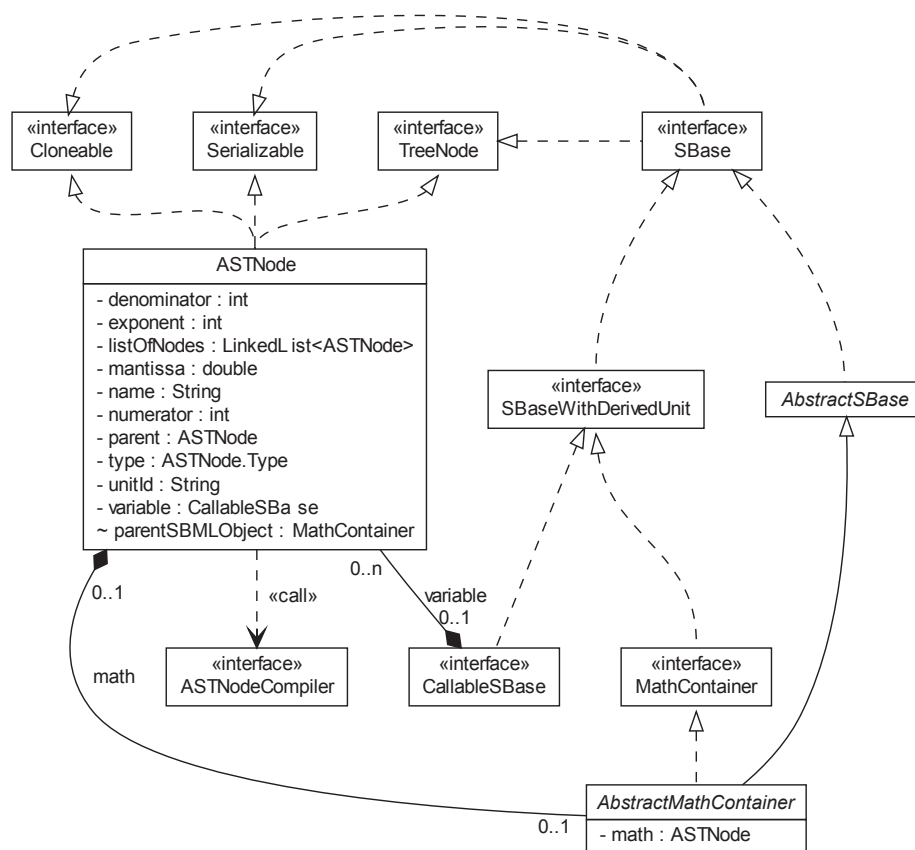 «interface»
Cloneable
«interface»
Serializable
«interface»
TreeNode
«interface»
SBase
ASTNode
- denominator : int
- exponent : int
- listOfNodes : LinkedL ist<ASTNode>
- mantissa : double
- name : String
- numerator : int
- parent : ASTNode
- type : ASTNode.Type
- unitId : String
- variable : CallableSBa se
~ parentSBMLObject : MathContainer
«interface»
SBaseWithDerivedUnit
AbstractSBase
0..1
«call»
0..n
variable
0..1
math
«interface»
ASTNodeCompiler
«interface»
CallableSBase
«interface»
MathContainer
AbstractMathContainer
- math : ASTNode
0..1